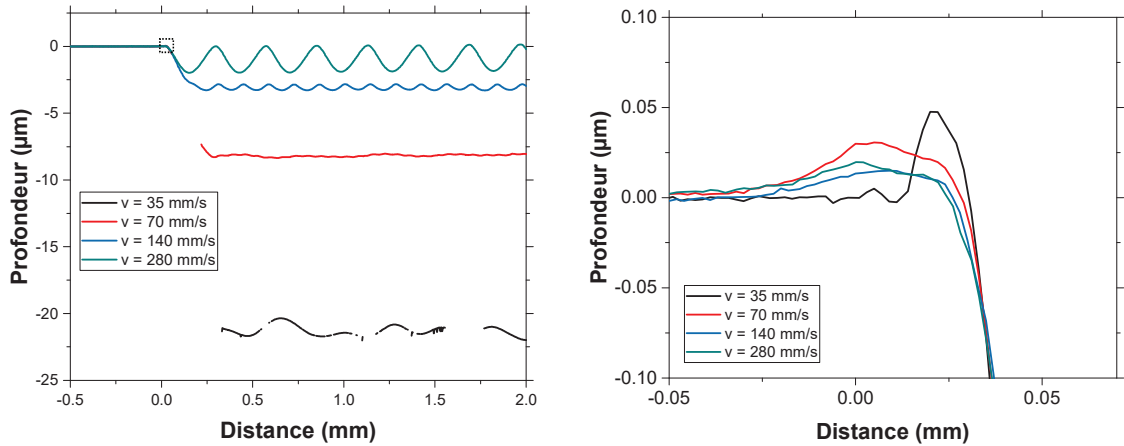 0
-5
-10
-15
-20
-25
Profondeur (µm)
v = 35 mm/s
v = 70 mm/s
v = 140 mm/s
v = 280 mm/s
-0.5
0.0
0.5
1.0
1.5
2.0
Distance (mm)
0.10
0.05
0.00
-0.05
-0.10
Profondeur (µm)
v = 35 mm/s
v = 70 mm/s
v = 140 mm/s
v = 280 mm/s
-0.05
0.00
0.05
Distance (mm)